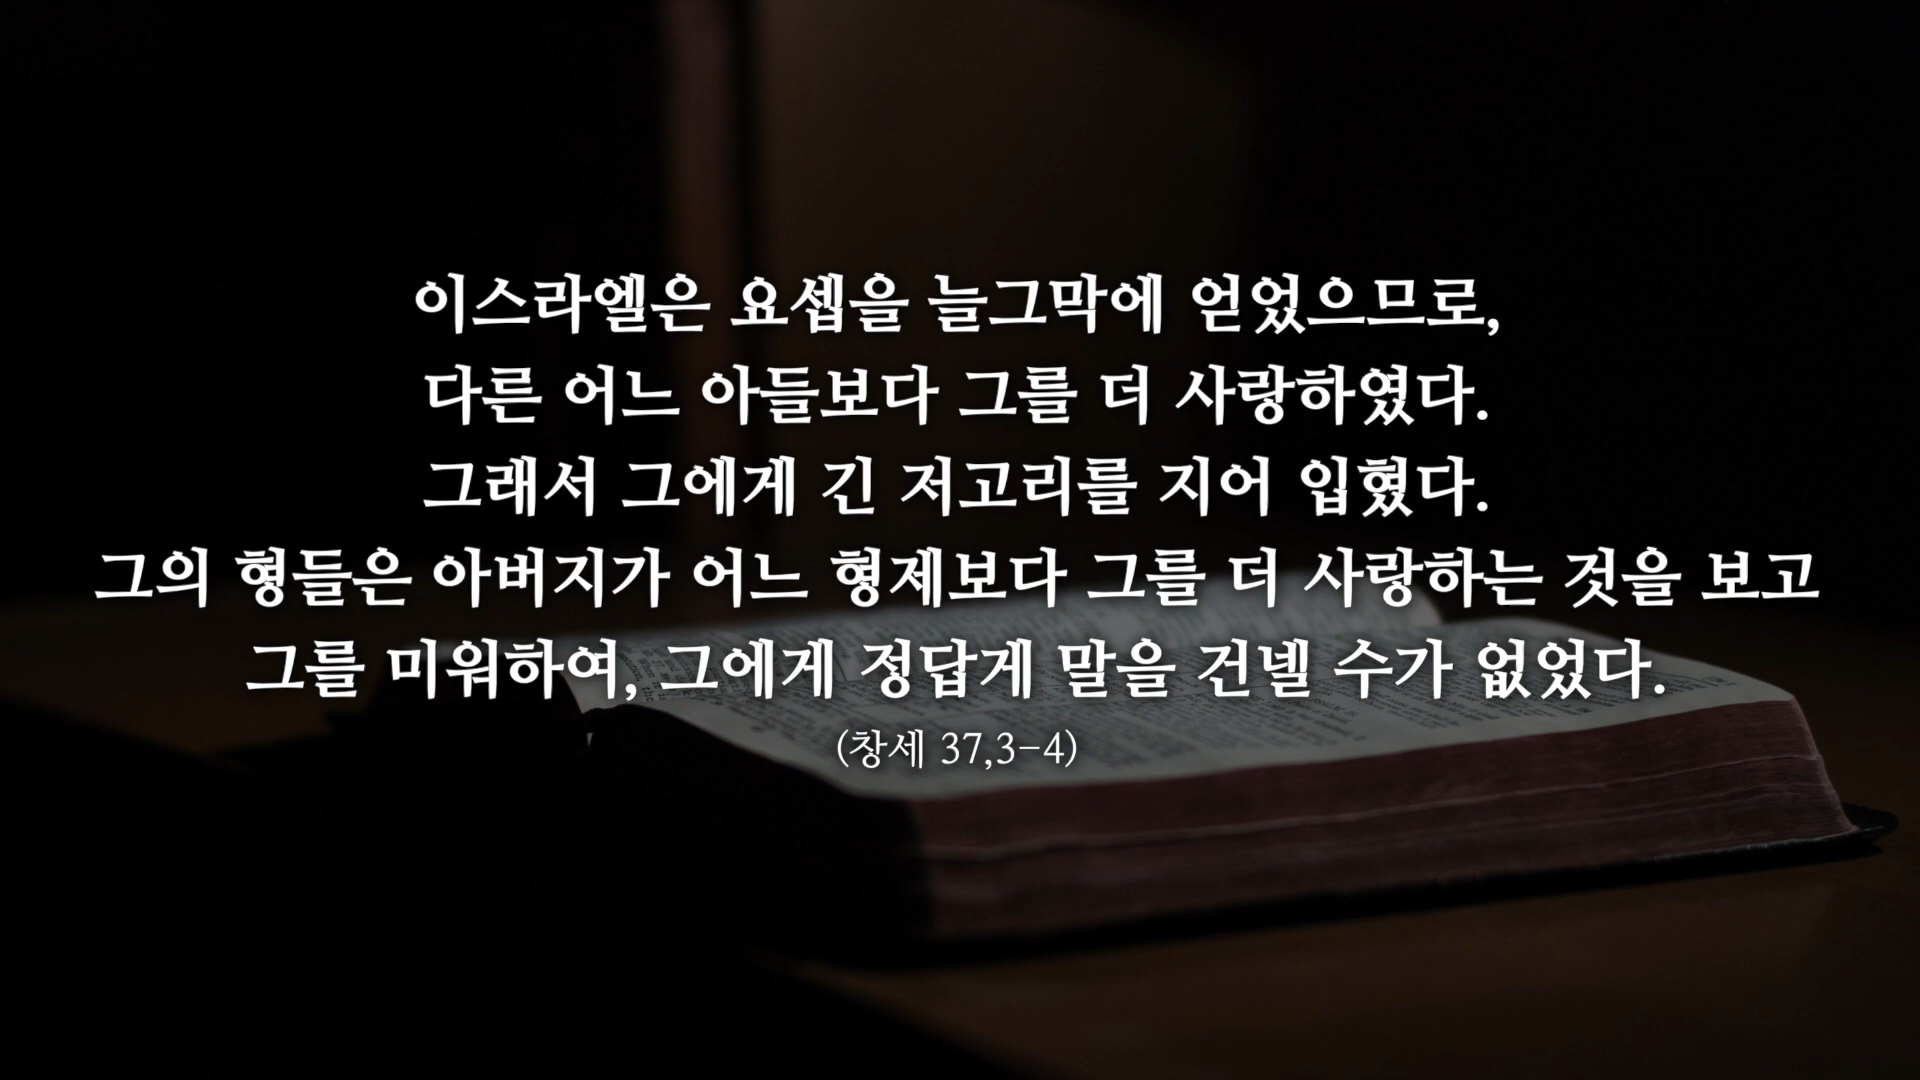 이스라엘은 요셉을 늘그막에 얻었으므로,
다른 어느 아들보다 그를 더 사랑하였다.
그래서 그에게 긴 저고리를 지어 입혔다.
그의 형들은 아버지가 어느 형제보다 그를 더 사랑하는 것을 보고
그를 미워하여, 그에게 정답게 말을 건넬 수가 없었다.
(창세 37,3-4)